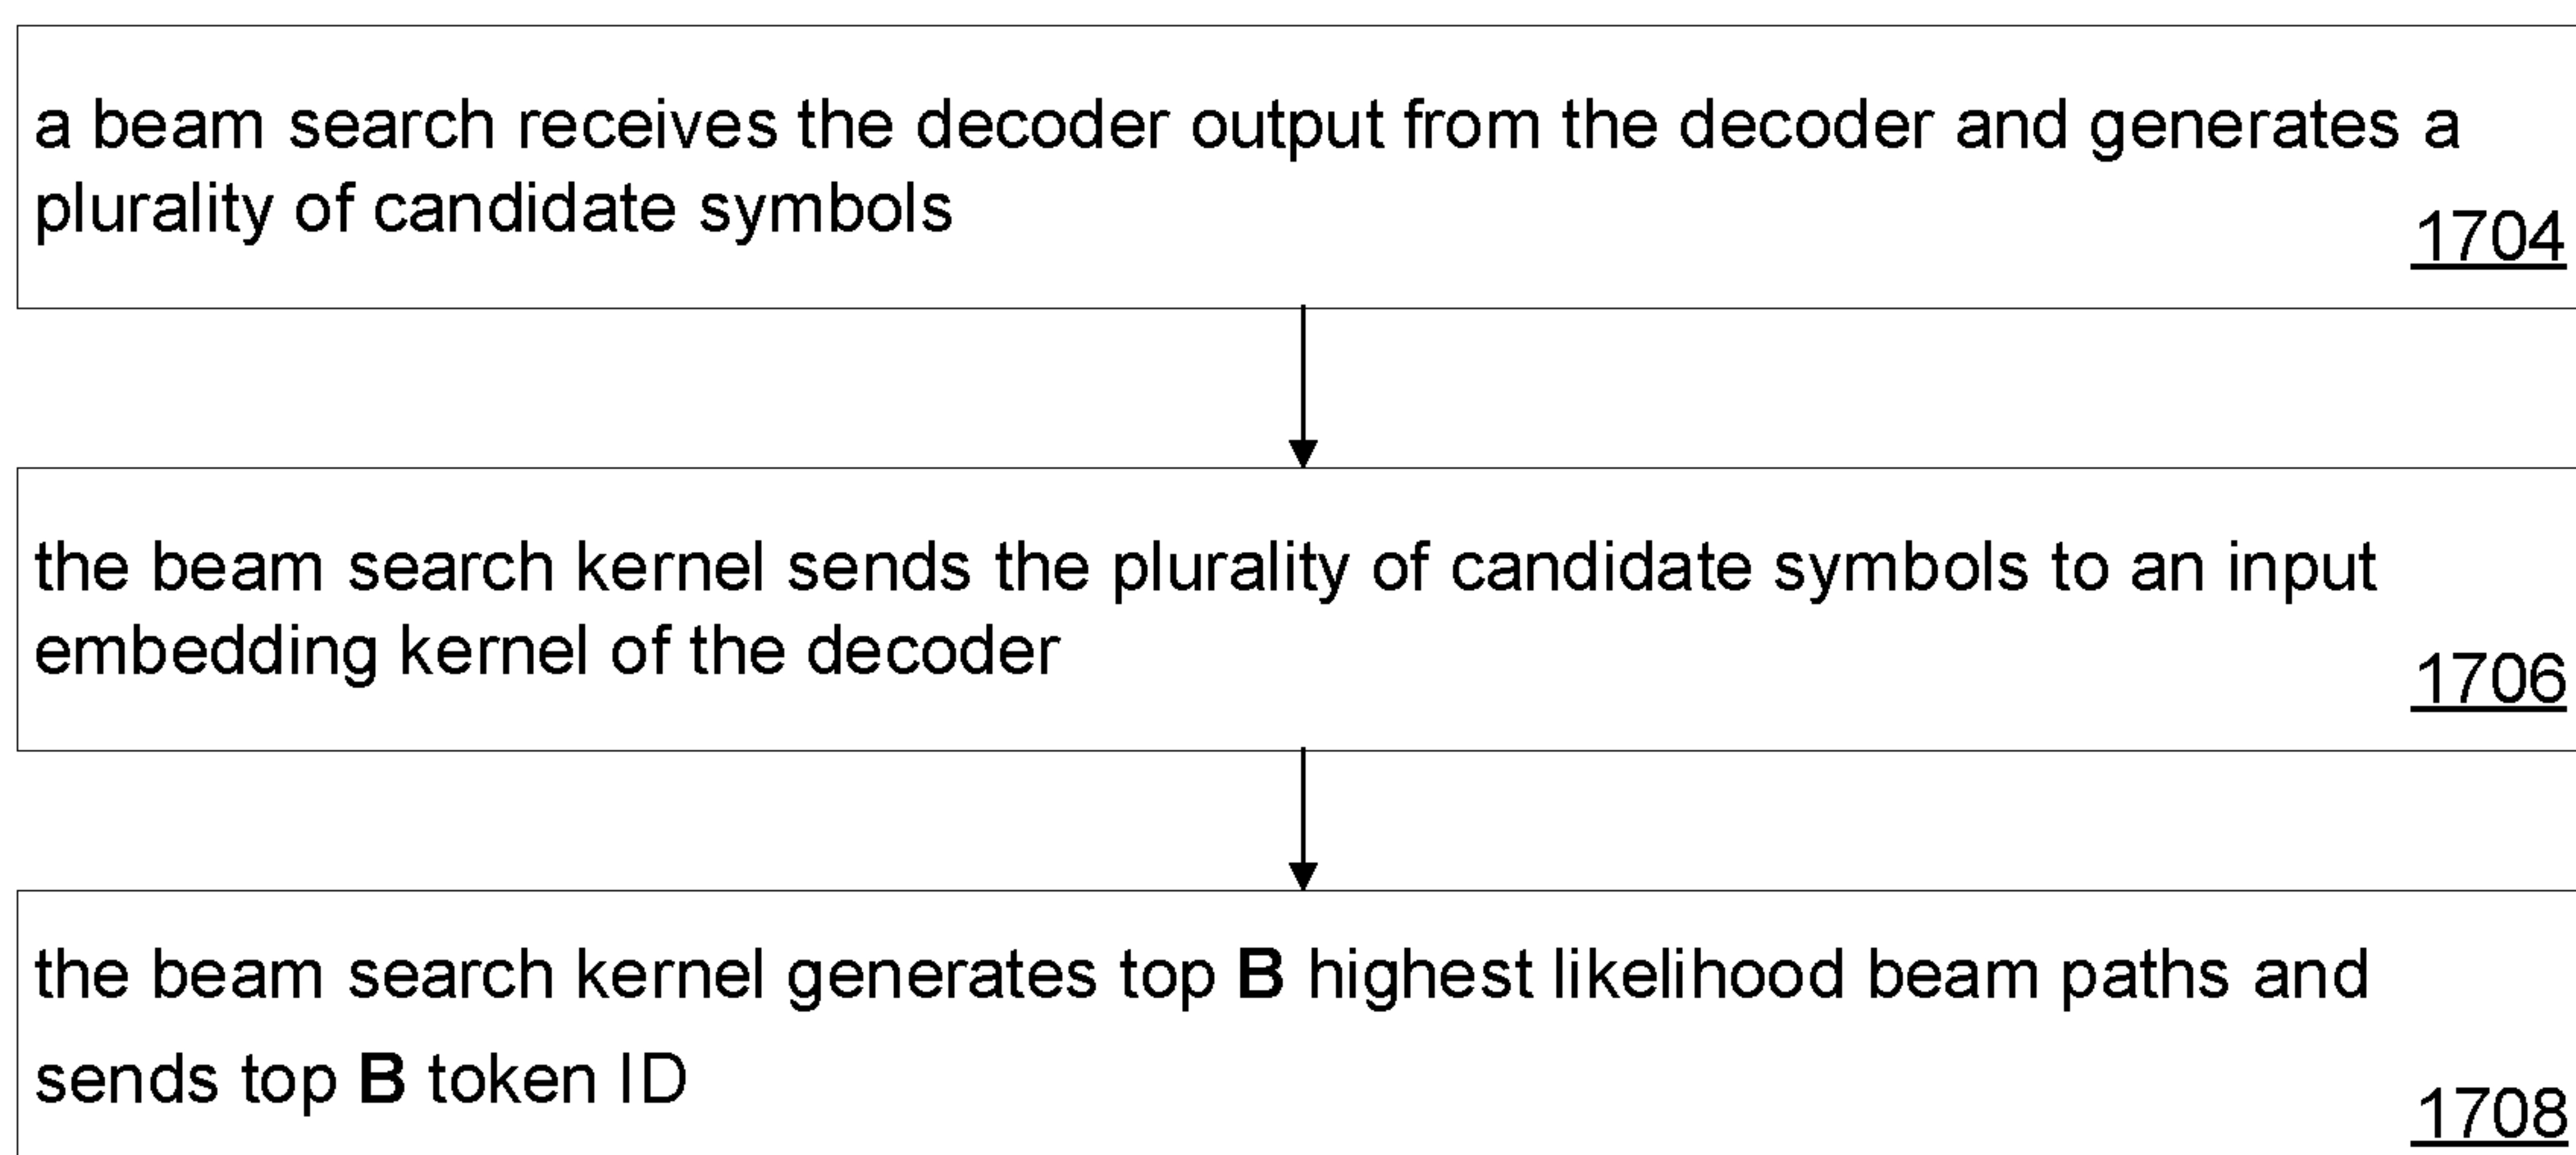 a beam search receives the decoder output from the decoder and generates a
plurality of candidate symbols
1704
the beam search kernel sends the plurality of candidate symbols to an input
embedding kernel of the decoder
1706
the beam search kernel generates top B highest likelihood beam paths and
sends top B token ID
1708